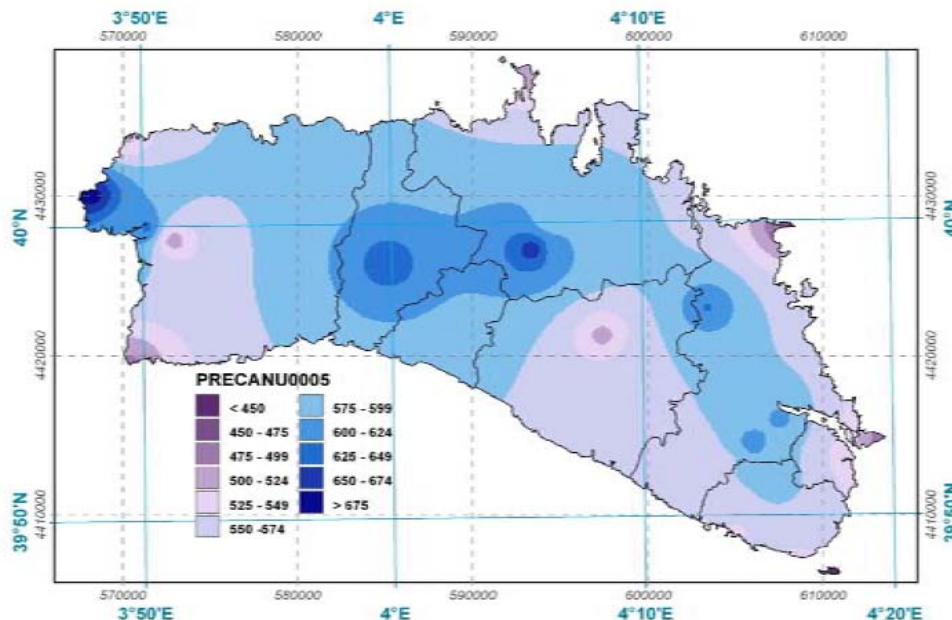 3°50'E 4°E 4°10'E
570000 580000 590000 600000 610000
4430000 4430000
40°N 40°N
4420000 4420000
PRECANU0005
< 450 575 - 599
450 - 475 600 - 624
475 - 499 625 - 649
500 - 524 650 - 674
525 - 549 > 675
550 -574
4410000 4410000
39°50'N 39°50'N
570000 580000 590000 600000 610000
3°50'E 4°E 4°10'E 4°20'E